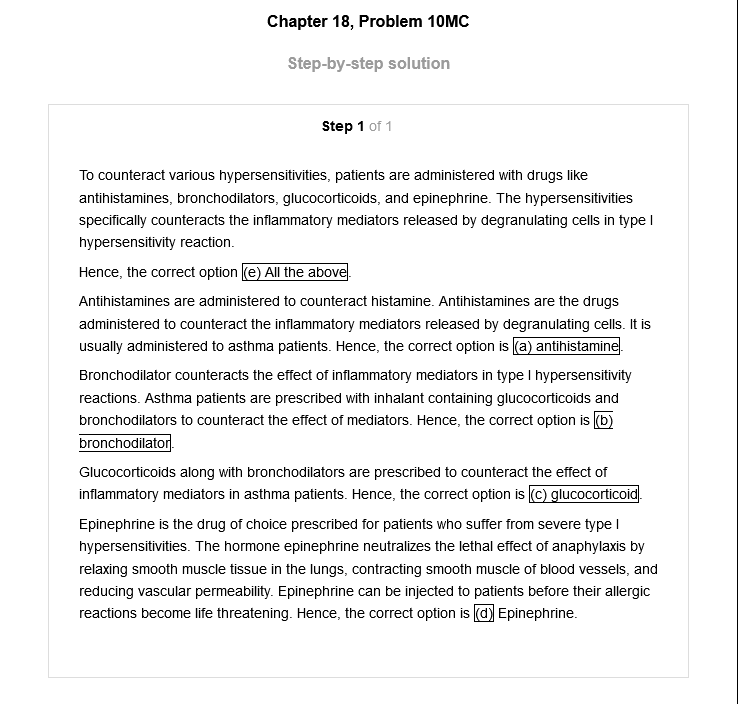 Chapter 18, Problem 10MC
Step-by-step solution
Step 1 of 1
To counteract various hypersensitivities, patients are administered with drugs like
antihistamines, bronchodilators, glucocorticoids, and epinephrine. The hypersensitivities
specifically counteracts the inflammatory mediators released by degranulating cells in type I
hypersensitivity reaction.
Hence, the correct option (e) All the above.
Antihistamines are administered to counteract histamine. Antihistamines are the drugs
administered to counteract the inflammatory mediators released by degranulating cells. It is
usually administered to asthma patients. Hence, the correct option is (a) antihistamine.
Bronchodilator counteracts the effect of inflammatory mediators in type I hypersensitivity
reactions. Asthma patients are prescribed with inhalant containing glucocorticoids and
bronchodilators to counteract the effect of mediators. Hence, the correct option is (b)
bronchodilator.
Glucocorticoids along with bronchodilators are prescribed to counteract the effect of
inflammatory mediators in asthma patients. Hence, the correct option is (c) glucocorticoid.
Epinephrine is the drug of choice prescribed for patients who suffer from severe type I
hypersensitivities. The hormone epinephrine neutralizes the lethal effect of anaphylaxis by
relaxing smooth muscle tissue in the lungs, contracting smooth muscle of blood vessels, and
reducing vascular permeability. Epinephrine can be injected to patients before their allergic
reactions become life threatening. Hence, the correct option is (d) Epinephrine.